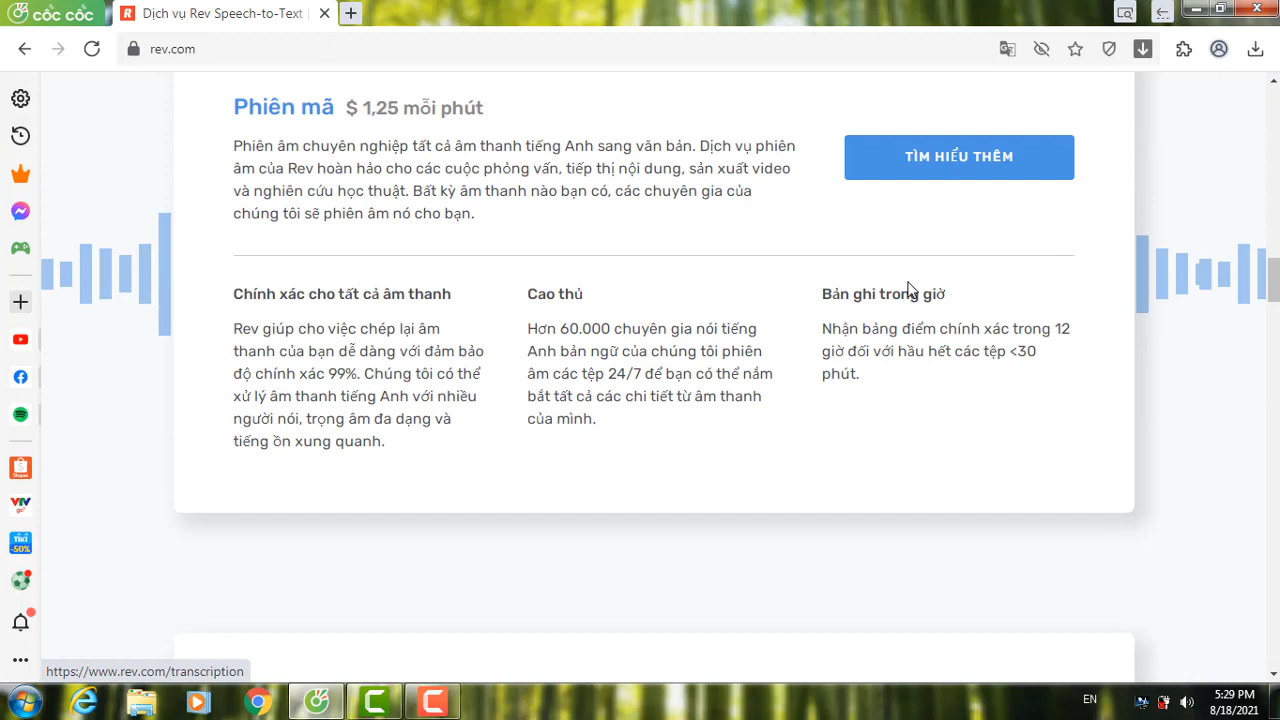 cốc cốc
Dịch vụ Rev Speech-to-Text
rev.com
Phiên mã $ 1,25 mỗi phút
Phiên âm chuyên nghiệp tất cả âm thanh tiếng Anh sang văn bản. Dịch vụ phiên
âm của Rev hoàn hảo cho các cuộc phỏng vấn, tiếp thị nội dung, sản xuất video
và nghiên cứu học thuật. Bất kỳ âm thanh nào bạn có, các chuyên gia của
chúng tôi sẽ phiên âm nó cho bạn.
TÌM HIỂU THÊM
Chính xác cho tất cả âm thanh
Rev giúp cho việc chép lại âm
thanh của bạn dễ dàng với đảm bảo
độ chính xác 99%. Chúng tôi có thể
xử lý âm thanh tiếng Anh với nhiều
người nói, trọng âm đa dạng và
tiếng ồn xung quanh.
Cao thủ
Hơn 60.000 chuyên gia nói tiếng
Anh bản ngữ của chúng tôi phiên
âm các tệp 24/7 để bạn có thể nắm
bắt tất cả các chi tiết từ âm thanh
của mình.
Bản ghi trong giờ
Nhận bảng điểm chính xác trong 12
giờ đối với hầu hết các tệp <30
phút.
VTV
go
TIKI
-50%
https://www.rev.com/transcription
EN
5:29 PM
8/18/2021